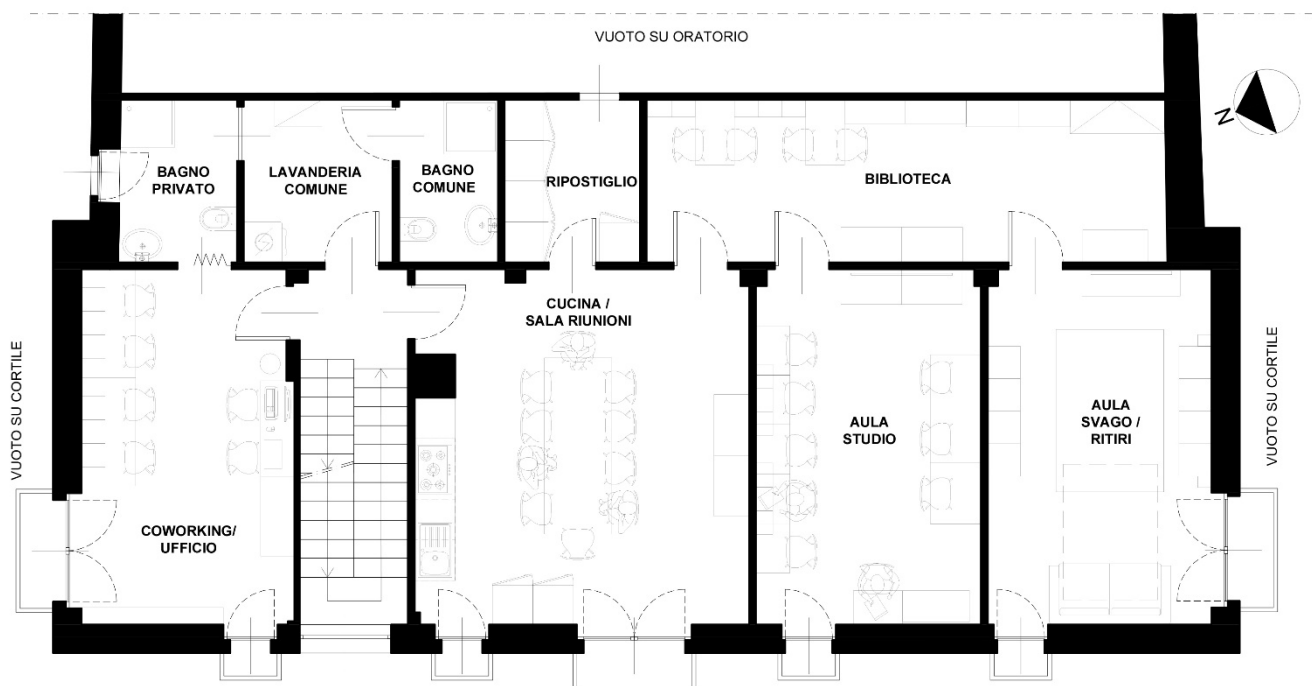 VUOTO SU ORATORIO
N
BAGNO
PRIVATO
LAVANDERIA
COMUNE
BAGNO
COMUNE
RIPOSTIGLIO
BIBLIOTECA
CUCINA /
SALA RIUNIONI
VUOTO SU CORTILE
COWORKING/
UFFICIO
AULA
STUDIO
AULA
SVAGO /
RITIRI
VUOTO SU CORTILE